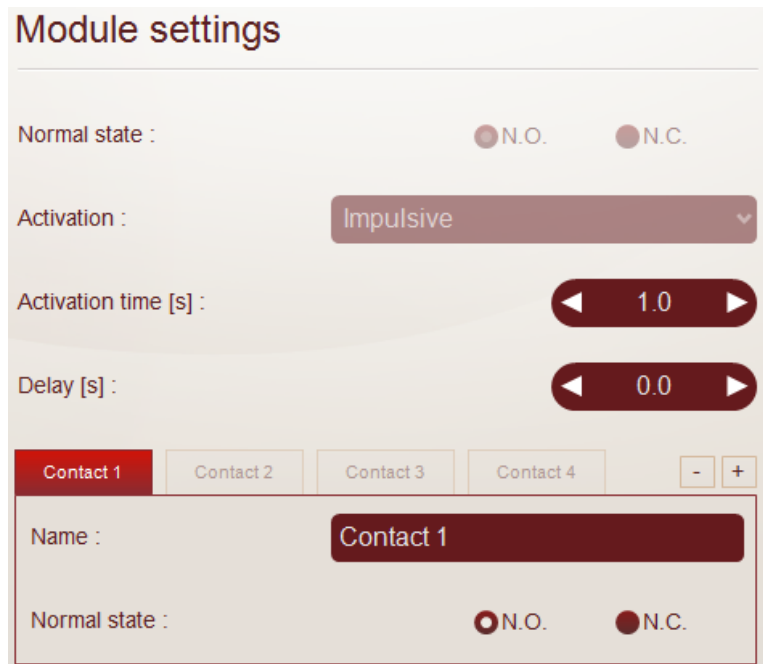 Module settings
Normal state : N.O. N.C.
Activation : Impulsive
Activation time [s] : 1.0
Delay [s] : 0.0
Contact 1 Contact 2 Contact 3 Contact 4 - +
Name : Contact 1
Normal state : N.O. N.C.